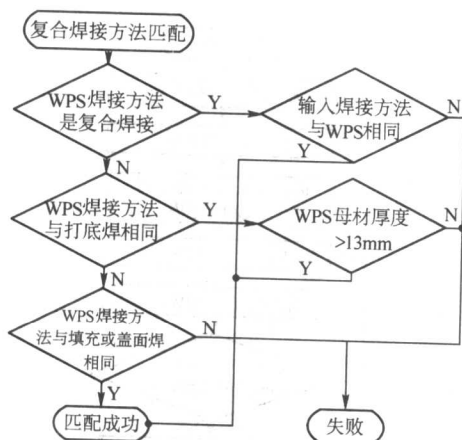 复合焊接方法匹配
WPS焊接方法
是复合焊接
Y
输入焊接方法
与WPS相同
N
Y
N
WPS焊接方法
与打底焊相同
Y
WPS母材厚度
>13mm
N
Y
N
WPS焊接方
法与填充或盖面焊
相同
N
Y
匹配成功
失败